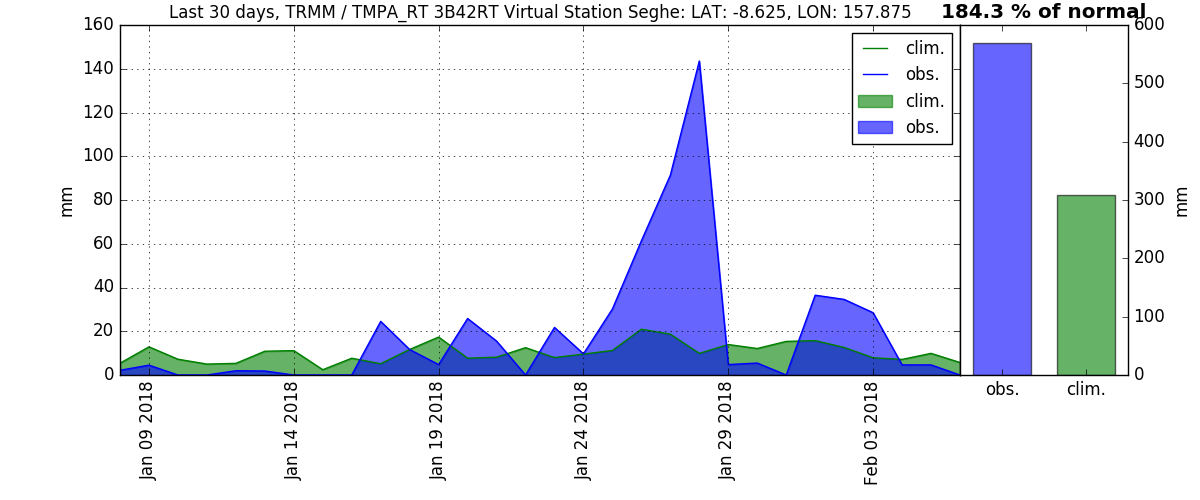 Last 30 days, TRMM / TMPA_RT 3B42RT Virtual Station Seghe: LAT: -8.625, LON: 157.875
184.3 % of normal
160
140
120
100
80
60
40
20
0
mm
clim.
obs.
clim.
obs.
Jan 09 2018
Jan 14 2018
Jan 19 2018
Jan 24 2018
Jan 29 2018
Feb 03 2018
600
500
400
300
200
100
0
mm
obs.
clim.